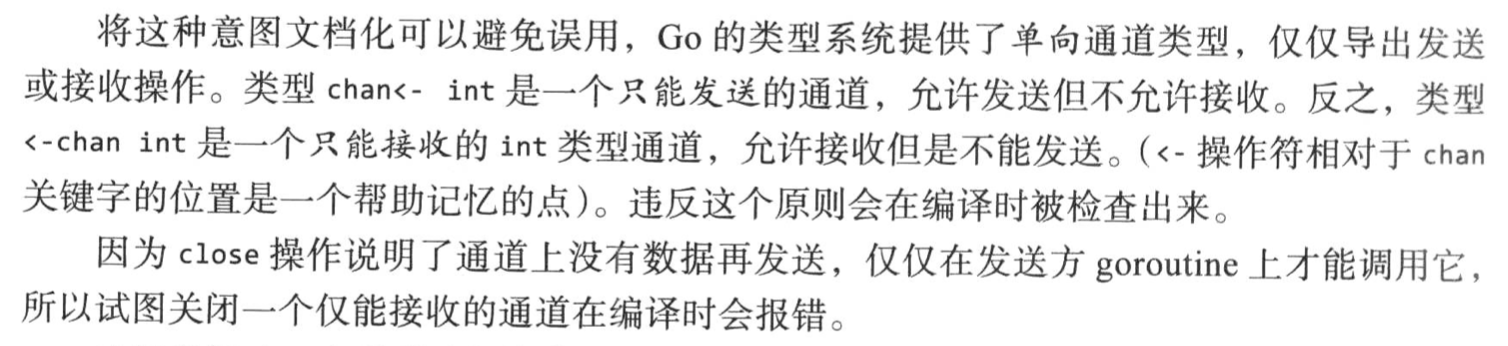 将这种意图文档化可以避免误用，Go 的类型系统提供了单向通道类型，仅仅导出发送
或接收操作。类型 chan<- int 是一个只能发送的通道，允许发送但不允许接收。反之，类型
<-chan int 是一个只能接收的 int 类型通道，允许接收但是不能发送。（<- 操作符相对于 chan
关键字的位置是一个帮助记忆的点）。违反这个原则会在编译时被检查出来。
因为 close 操作说明了通道上没有数据再发送，仅仅在发送方 goroutine 上才能调用它，
所以试图关闭一个仅能接收的通道在编译时会报错。